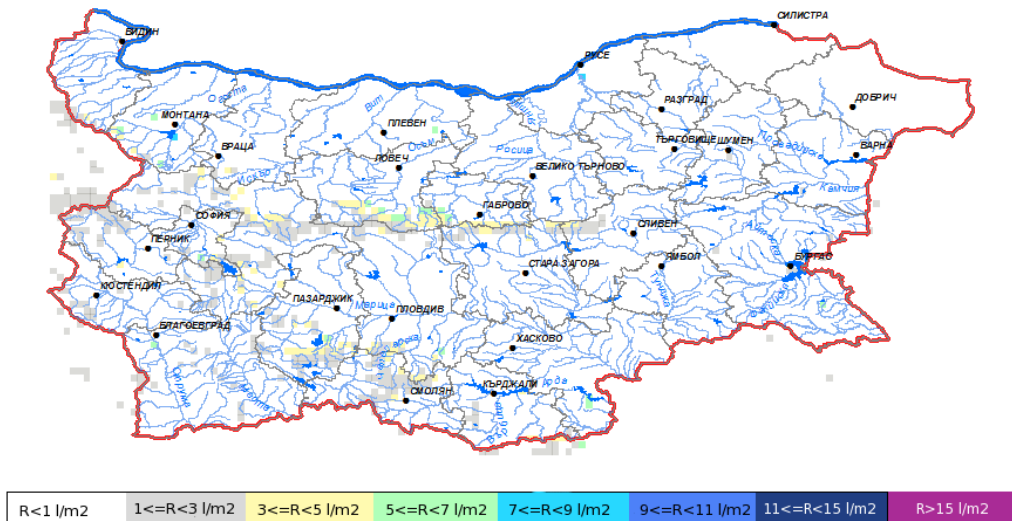 СИЛИСТРА
ВИДИН
РУСЕ
ДОБРИЧ
Огоста
Вит
РАЗГРАД
МОНТАНА
ПЛЕВЕН
ТЪРГОВИЩЕ
ШУМЕН
Провадийска
ВРАЦА
Осъм
Росица
ВАРНА
ЛОВЕЧ
ВЕЛИКО ТЪРНОВО
Искър
Камчия
ГАБРОВО
СОФИЯ
СЛИВЕН
ПЕРНИК
СТАРА ЗАГОРА
ЯМБОЛ
БУРГАС
КЮСТЕНДИЛ
ПАЗАРДЖИК
Марица
ПЛОВДИВ
Тунджа
БЛАГОЕВГРАД
ХАСКОВО
СМОЛЯН
КЪРДЖАЛИ
Места
R<1 l/m2
1<=R<3 l/m2
3<=R<5 l/m2
5<=R<7 l/m2
7<=R<9 l/m2
9<=R<11 l/m2
11<=R<15 l/m2
R>15 l/m2